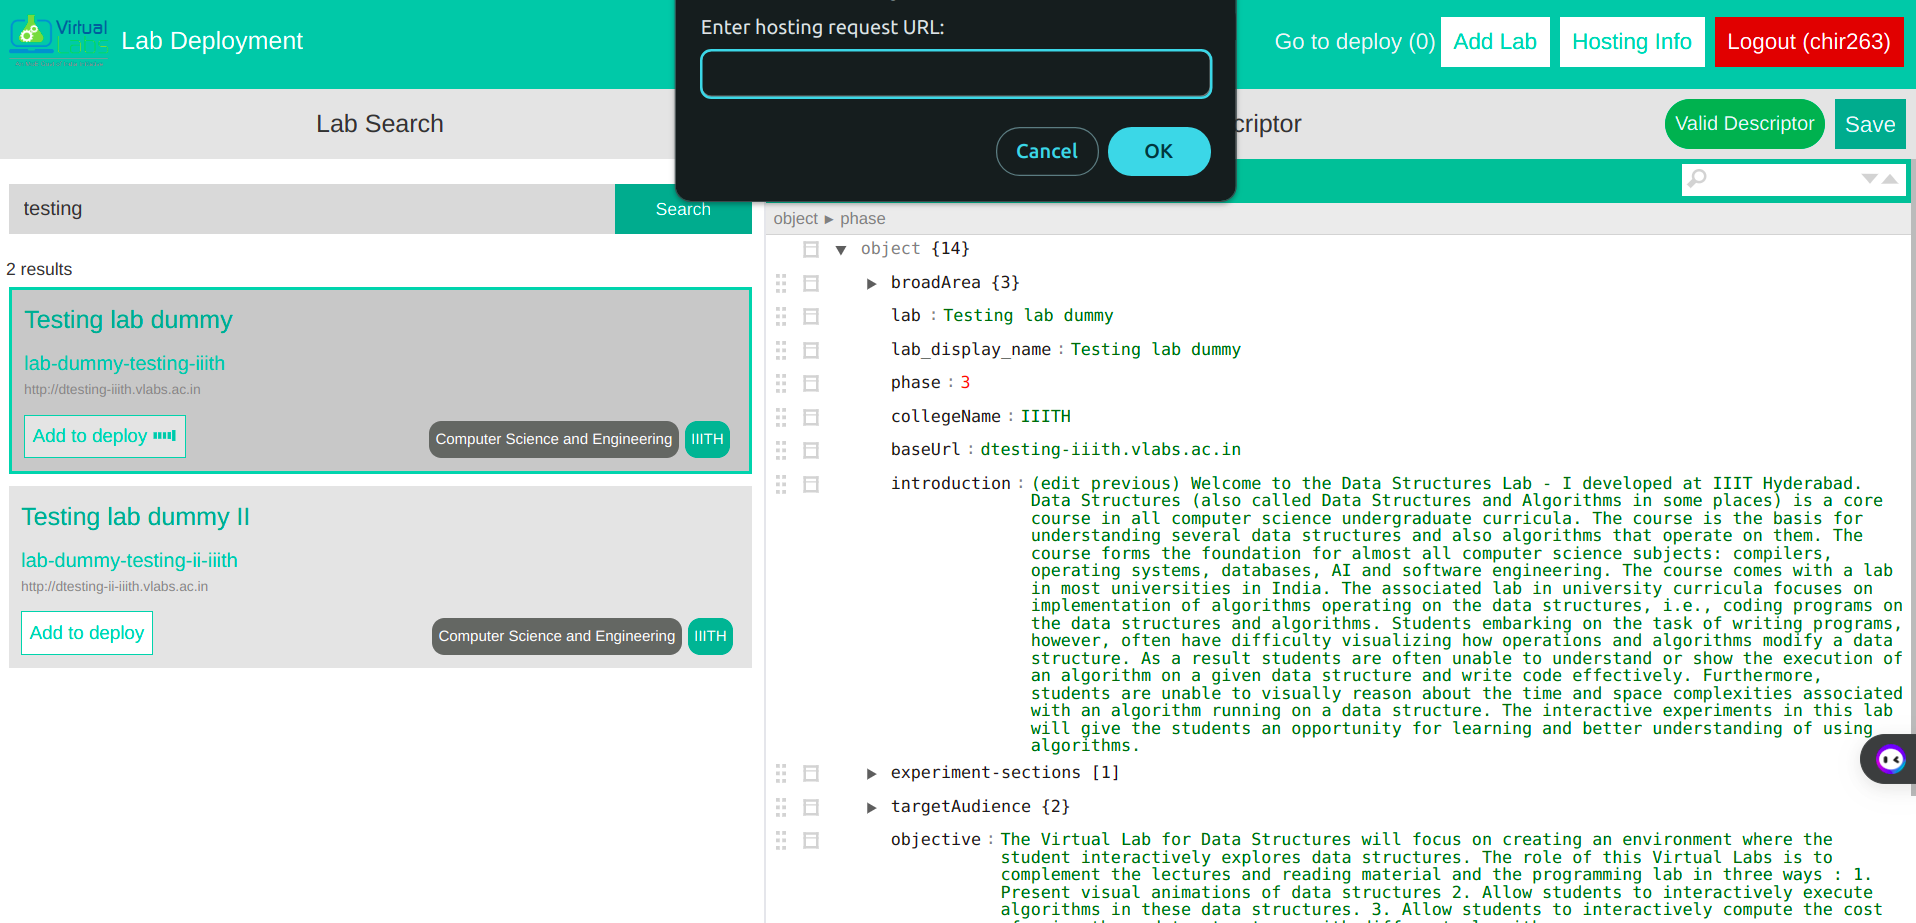 Virtual
Lab Deployment
Enter hosting request URL:
Cancel
OK
Go to deploy (0)
Add Lab
Hosting Info
Logout (chir263)
Lab Search
criptor
Valid Descriptor
Save
testing
Search
2 results
Testing lab dummy
lab-dummy-testing-iiith
http://dtesting-iiith.vlabs.ac.in
Add to deploy
Computer Science and Engineering
IIITH
Testing lab dummy II
lab-dummy-testing-ii-iiith
http://dtesting-ii-iiith.vlabs.ac.in
Add to deploy
Computer Science and Engineering
IIITH
object ► phase
object {14}
broadArea {3}
lab : Testing lab dummy
lab_display_name : Testing lab dummy
phase : 3
collegeName : IIITH
baseUrl : dtesting-iiith.vlabs.ac.in
introduction : (edit previous) Welcome to the Data Structures Lab - I developed at IIIT Hyderabad.
Data Structures (also called Data Structures and Algorithms in some places) is a core
course in all computer science undergraduate curricula. The course is the basis for
understanding several data structures and also algorithms that operate on them. The
course forms the foundation for almost all computer science subjects: compilers,
operating systems, databases, AI and software engineering. The course comes with a lab
in most universities in India. The associated lab in university curricula focuses on
implementation of algorithms operating on the data structures, i.e., coding programs on
the data structures and algorithms. Students embarking on the task of writing programs,
however, often have difficulty visualizing how operations and algorithms modify a data
structure. As a result students are often unable to understand or show the execution of
an algorithm on a given data structure and write code effectively. Furthermore,
students are unable to visually reason about the time and space complexities associated
with an algorithm running on a data structure. The interactive experiments in this lab
will give the students an opportunity for learning and better understanding of using
algorithms.
experiment-sections [1]
targetAudience {2}
objective : The Virtual Lab for Data Structures will focus on creating an environment where the
student interactively explores data structures. The role of this Virtual Labs is to
complement the lectures and reading material and the programming lab in three ways : 1.
Present visual animations of data structures 2. Allow students to interactively execute
algorithms in these data structures. 3. Allow students to interactively compute the cost